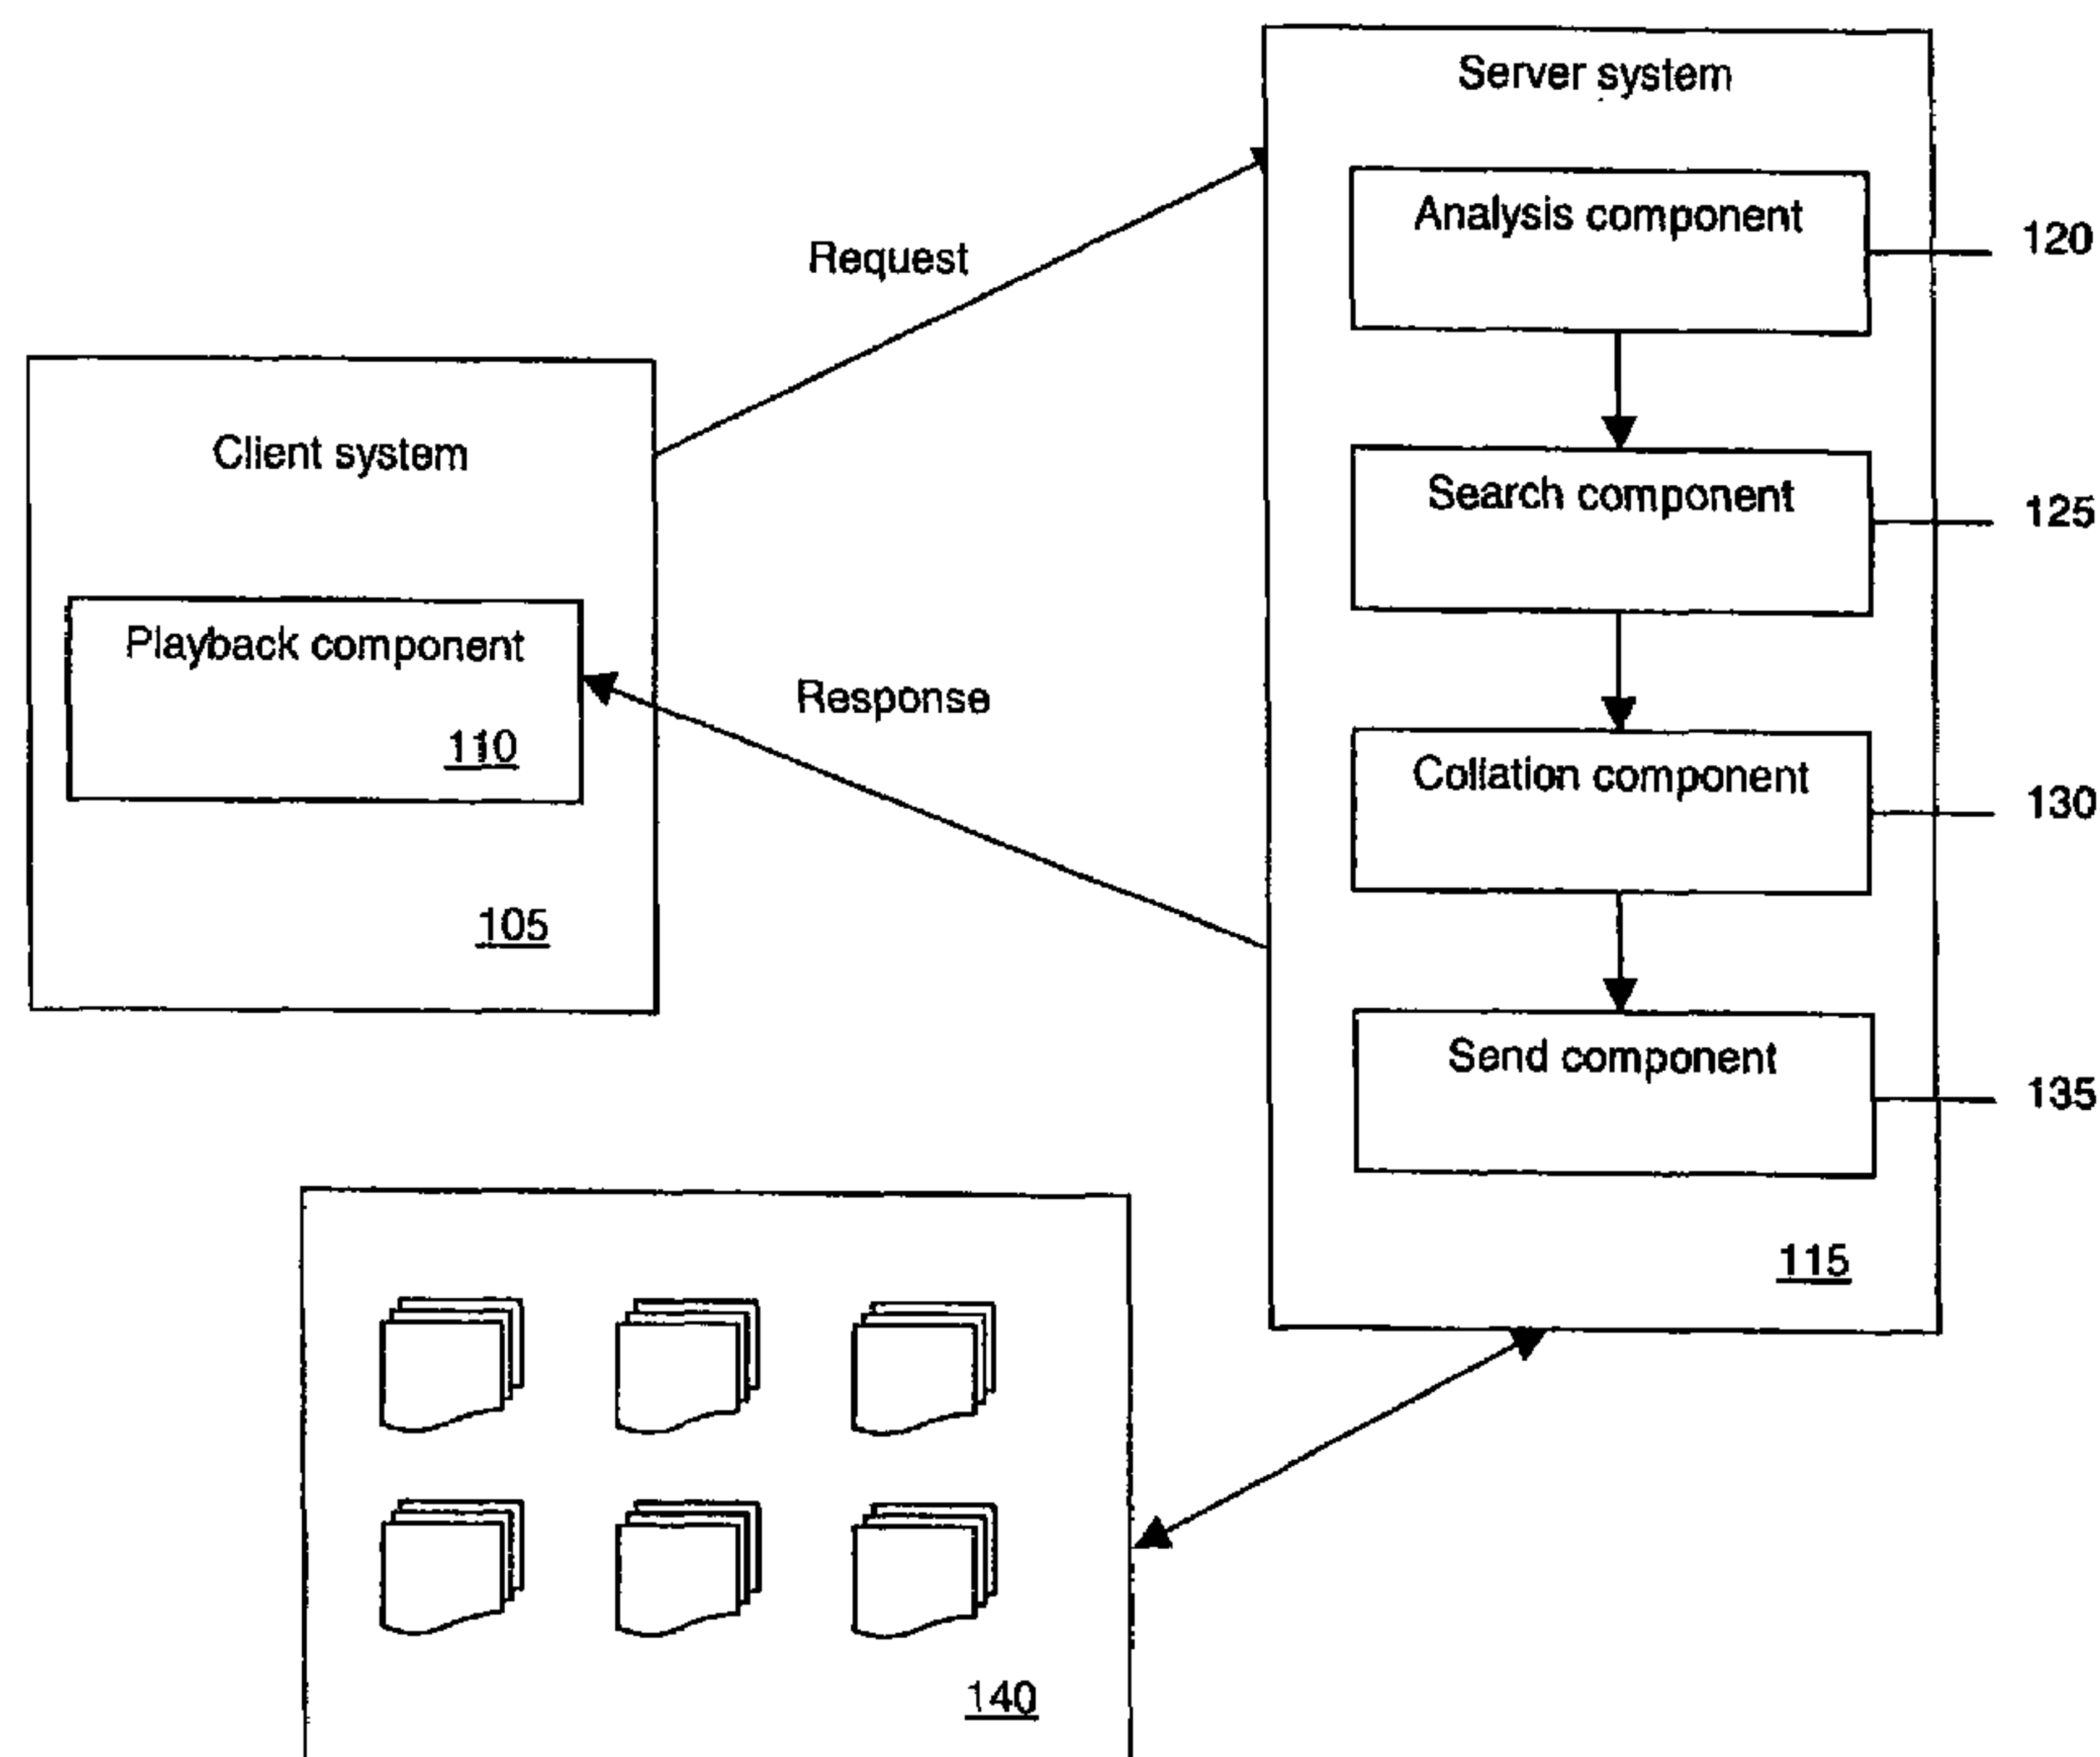 Server system
Analysis component
120
Request
Client system
Search component
125
Playback component
110
Response
Collation component
130
105
Send component
135
115
140